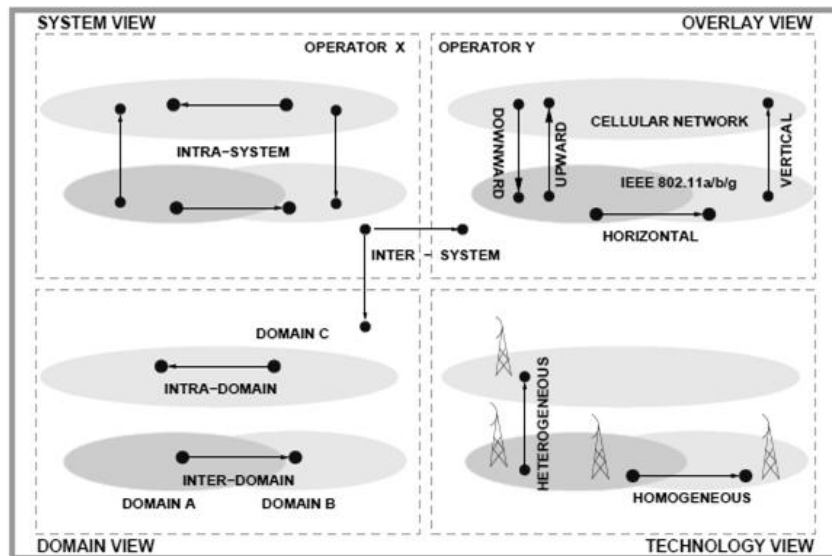 SYSTEM VIEW
OVERLAY VIEW
OPERATOR X
OPERATOR Y
INTRA-SYSTEM
DOWNWARD
UPWARD
CELLULAR NETWORK
IEEE 802.11a/b/g
VERTICAL
HORIZONTAL
INTER - SYSTEM
DOMAIN C
INTRA-DOMAIN
INTER-DOMAIN
DOMAIN A
DOMAIN B
HETEROGENEOUS
HOMOGENEOUS
DOMAIN VIEW
TECHNOLOGY VIEW